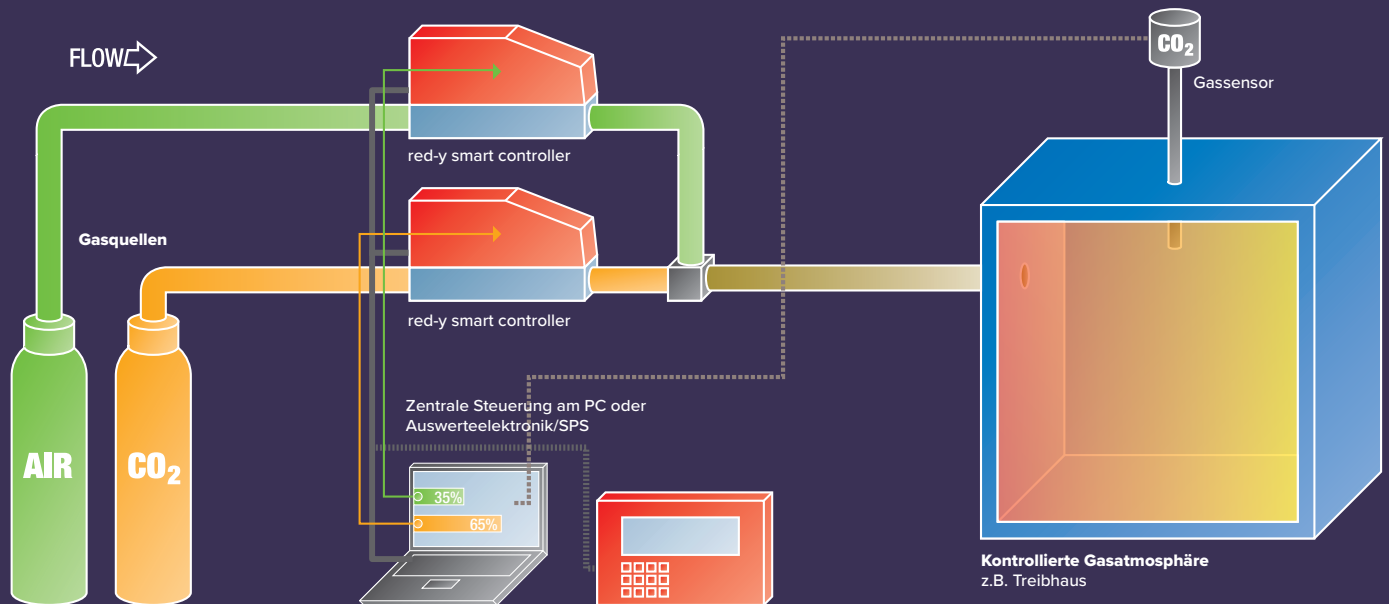 FLOW
CO2
Gassensor
red-y smart controller
Gasquellen
red-y smart controller
Zentrale Steuerung am PC oder
Auswerteelektronik/SPS
AIR
CO2
35%
65%
Kontrollierte Gasatmosphäre
z.B. Treibhaus